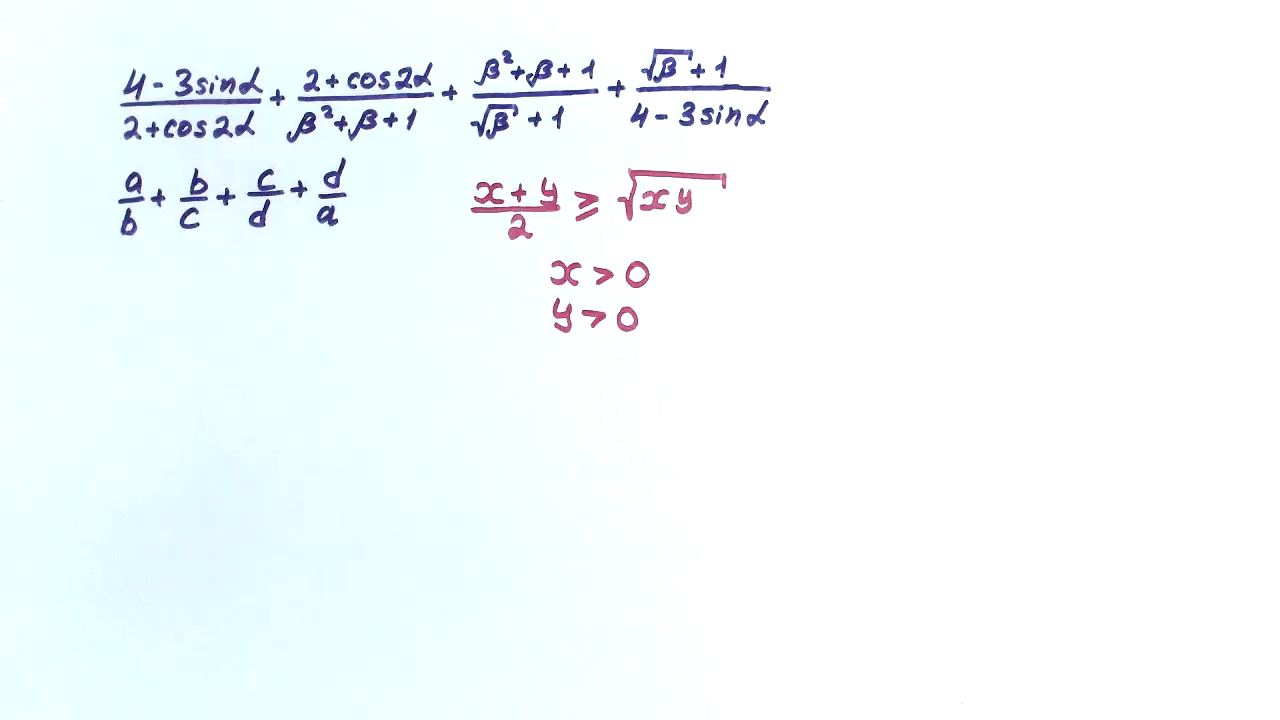 (4 - 3sinα)/(2 + cos2α) + (2 + cos2α)/(β² + β + 1) + (β² + β + 1)/(√β + 1) + (√β + 1)/(4 - 3sinα)
a/b + b/c + c/d + d/a
(x + y)/2 ≥ √xy
x > 0
y > 0